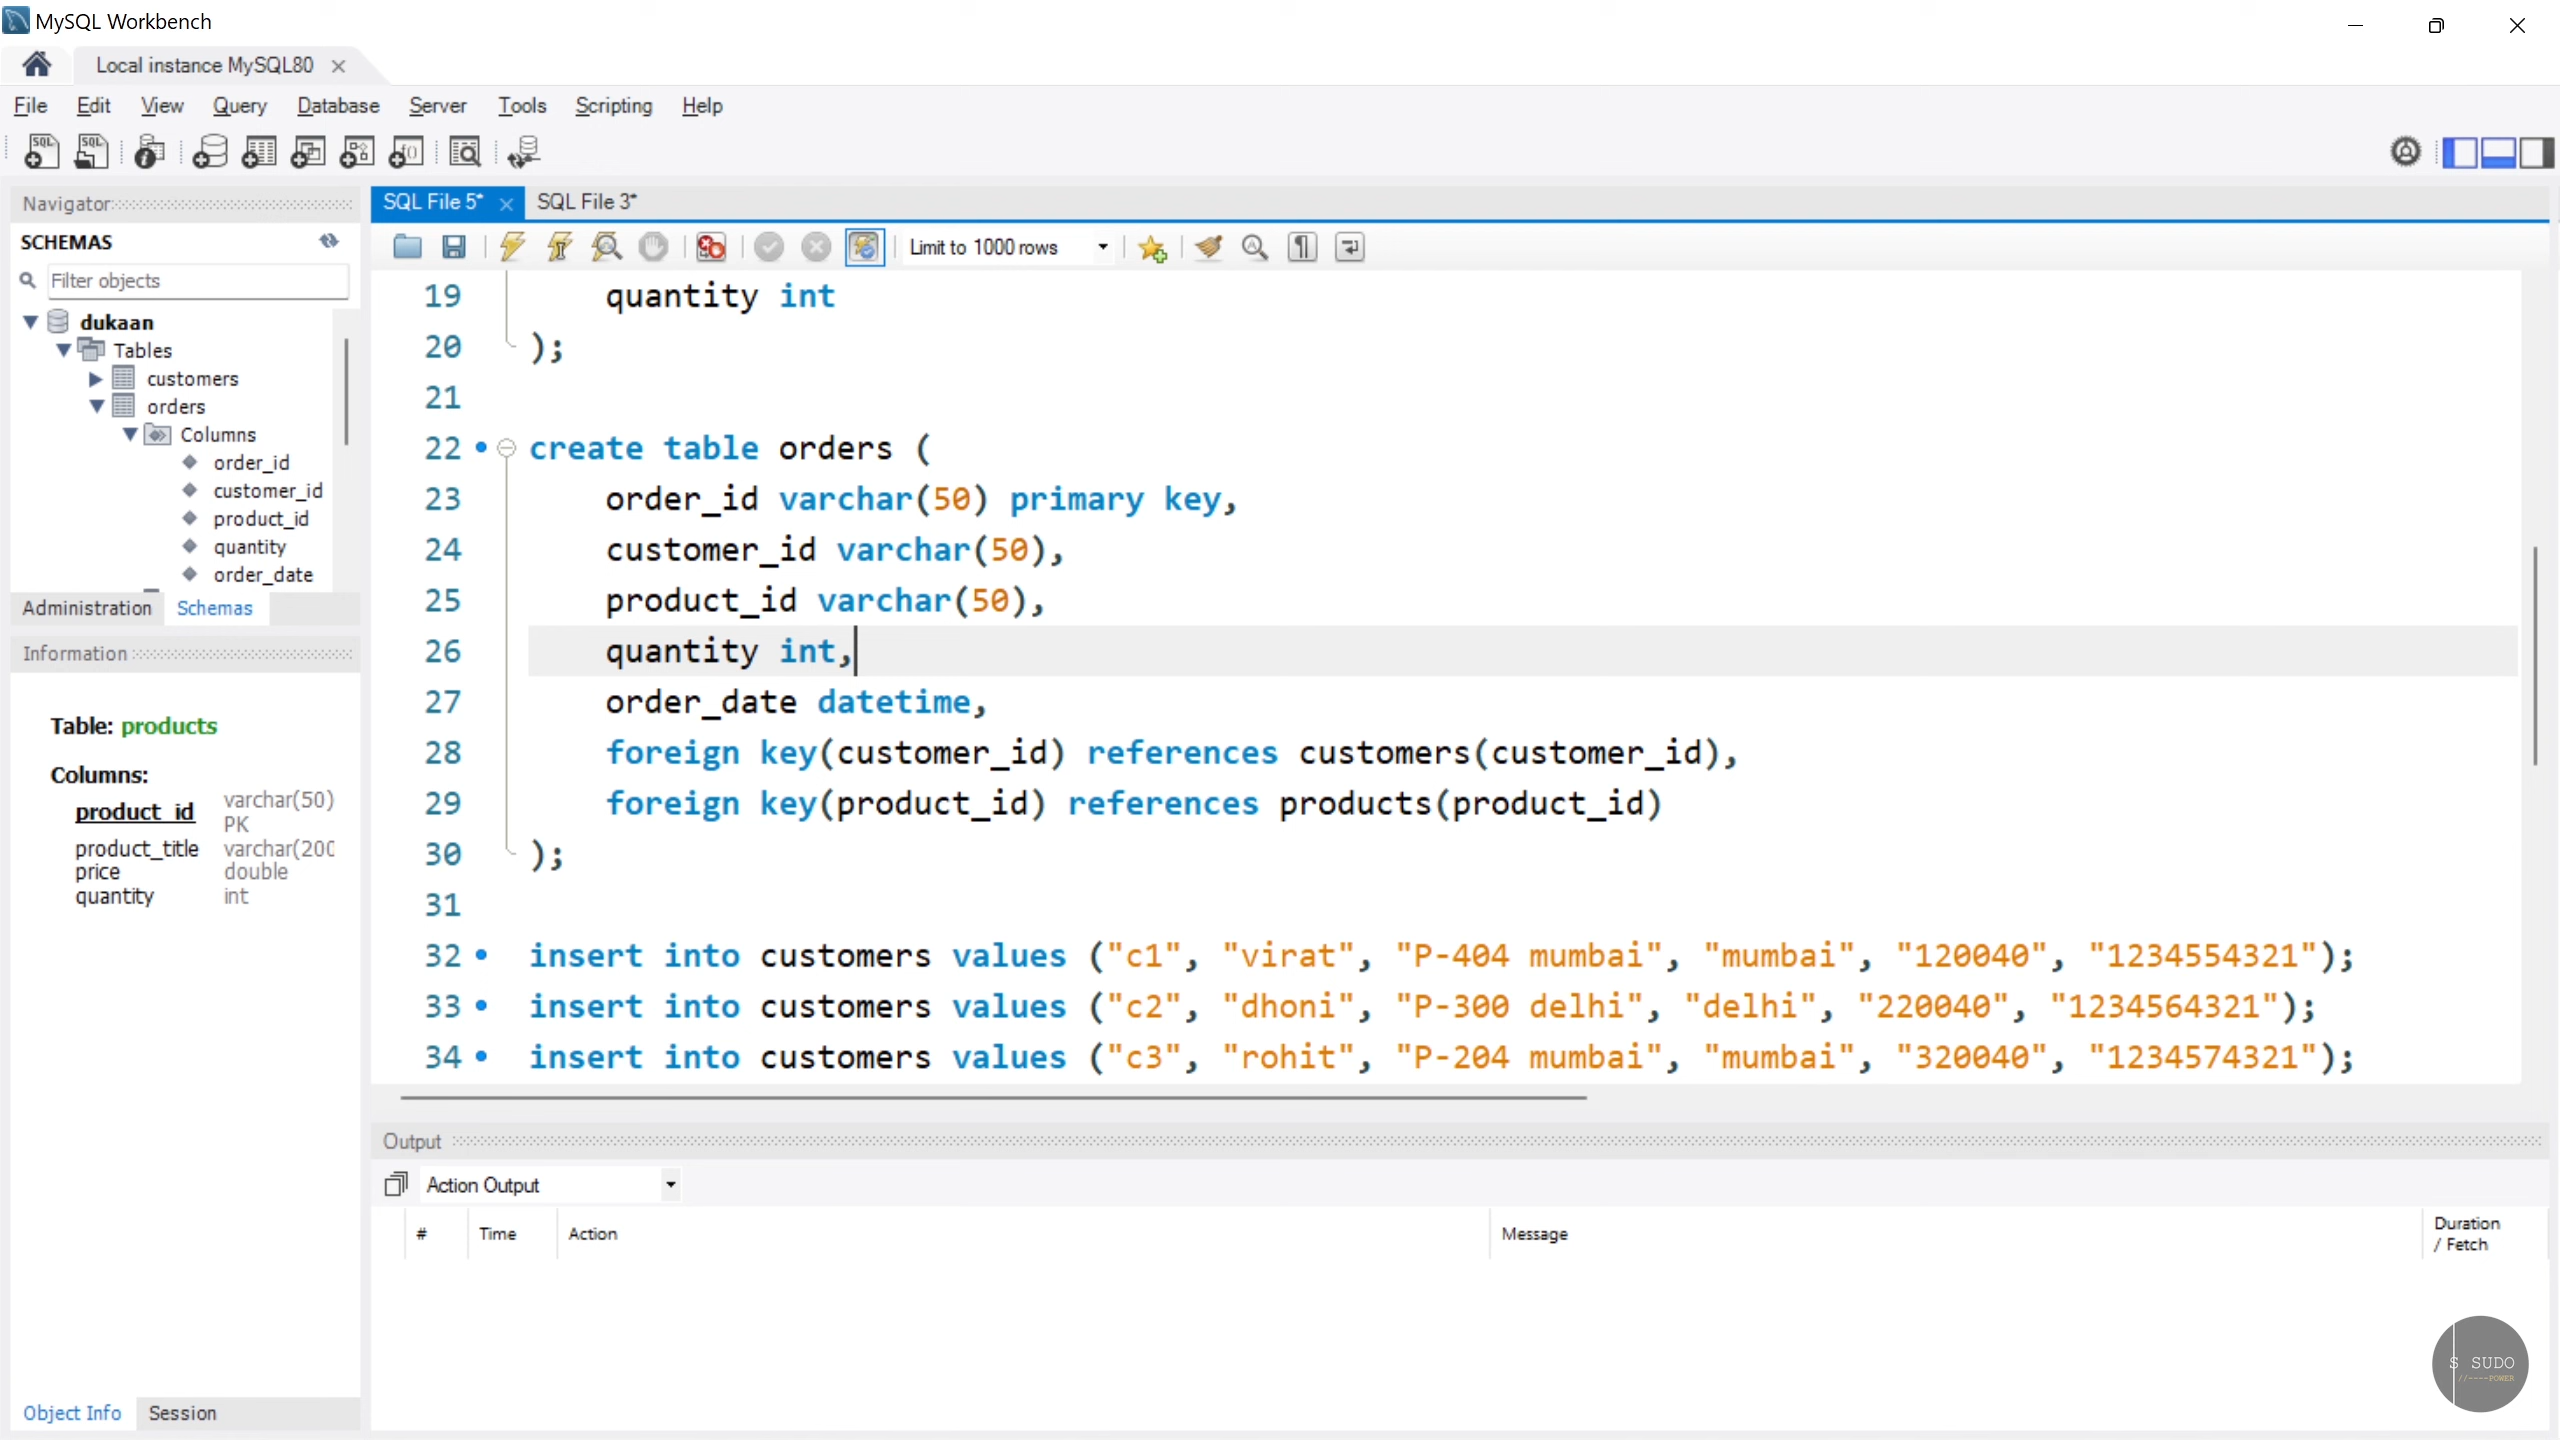 MySQL Workbench
Local instance MySQL80
File Edit View Query Database Server Tools Scripting Help
Navigator
SCHEMAS
Filter objects
dukaan
Tables
customers
orders
Columns
order_id
customer_id
product_id
quantity
order_date
Administration Schemas
Information
Table: products
Columns:
product_id varchar(50) PK
product_title varchar(200
price double
quantity int
Object Info Session
SQL File 5* SQL File 3*
Limit to 1000 rows
19 quantity int
20 );
21
22 create table orders (
23 order_id varchar(50) primary key,
24 customer_id varchar(50),
25 product_id varchar(50),
26 quantity int,
27 order_date datetime,
28 foreign key(customer_id) references customers(customer_id),
29 foreign key(product_id) references products(product_id)
30 );
31
32 insert into customers values ("c1", "virat", "P-404 mumbai", "mumbai", "120040", "1234554321");
33 insert into customers values ("c2", "dhoni", "P-300 delhi", "delhi", "220040", "1234564321");
34 insert into customers values ("c3", "rohit", "P-204 mumbai", "mumbai", "320040", "1234574321");
Output
Action Output
# Time Action Message Duration / Fetch
S SUDO
//----POWER